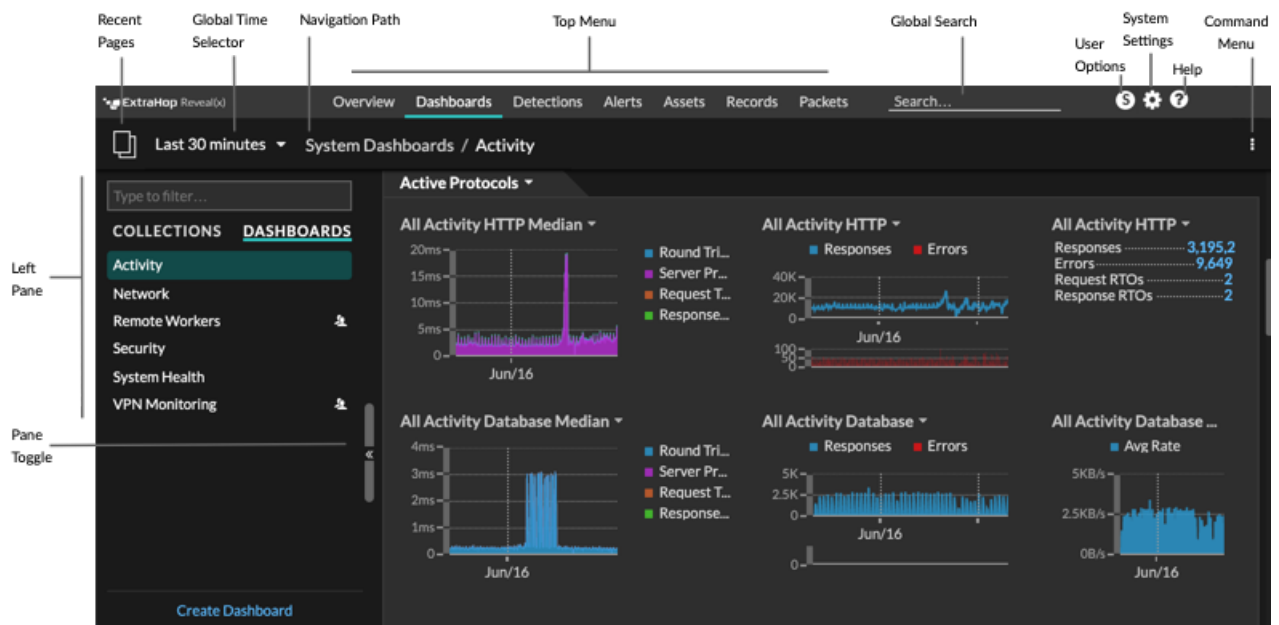 Recent Pages
Global Time Selector
Navigation Path
Top Menu
Global Search
User Options
System Settings
Help
Command Menu
ExtraHop Reveal(x)
Overview Dashboards Detections Alerts Assets Records Packets Search... S ?
Last 30 minutes System Dashboards / Activity
Left Pane
Pane Toggle
Type to filter...
COLLECTIONS DASHBOARDS
Activity
Network
Remote Workers
Security
System Health
VPN Monitoring
«
Create Dashboard
Active Protocols
All Activity HTTP Median
20ms
15ms
10ms
5ms
0
Jun/16
Round Tri...
Server Pr...
Request T...
Response...
All Activity HTTP
Responses Errors
40K
20K
0
Jun/16
100
50
0
All Activity HTTP
Responses 3,195,2
Errors 9,649
Request RTOs 2
Response RTOs 2
All Activity Database Median
4ms
3ms
2ms
1ms
0
Jun/16
Round Tri...
Server Pr...
Request T...
Response...
All Activity Database
Responses Errors
5K
2.5K
0
Jun/16
0
All Activity Database ...
Avg Rate
5KB/s
2.5KB/s
0B/s
Jun/16